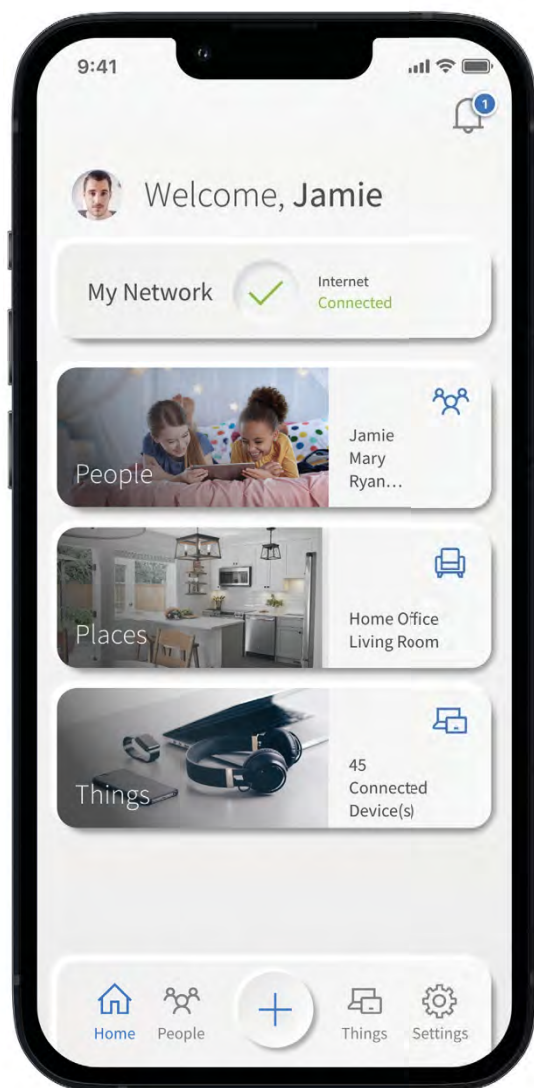 9:41
1
Welcome, Jamie
My Network
Internet
Connected
People
Jamie
Mary
Ryan...
Places
Home Office
Living Room
Things
45
Connected
Device(s)
Home
People
Things
Settings